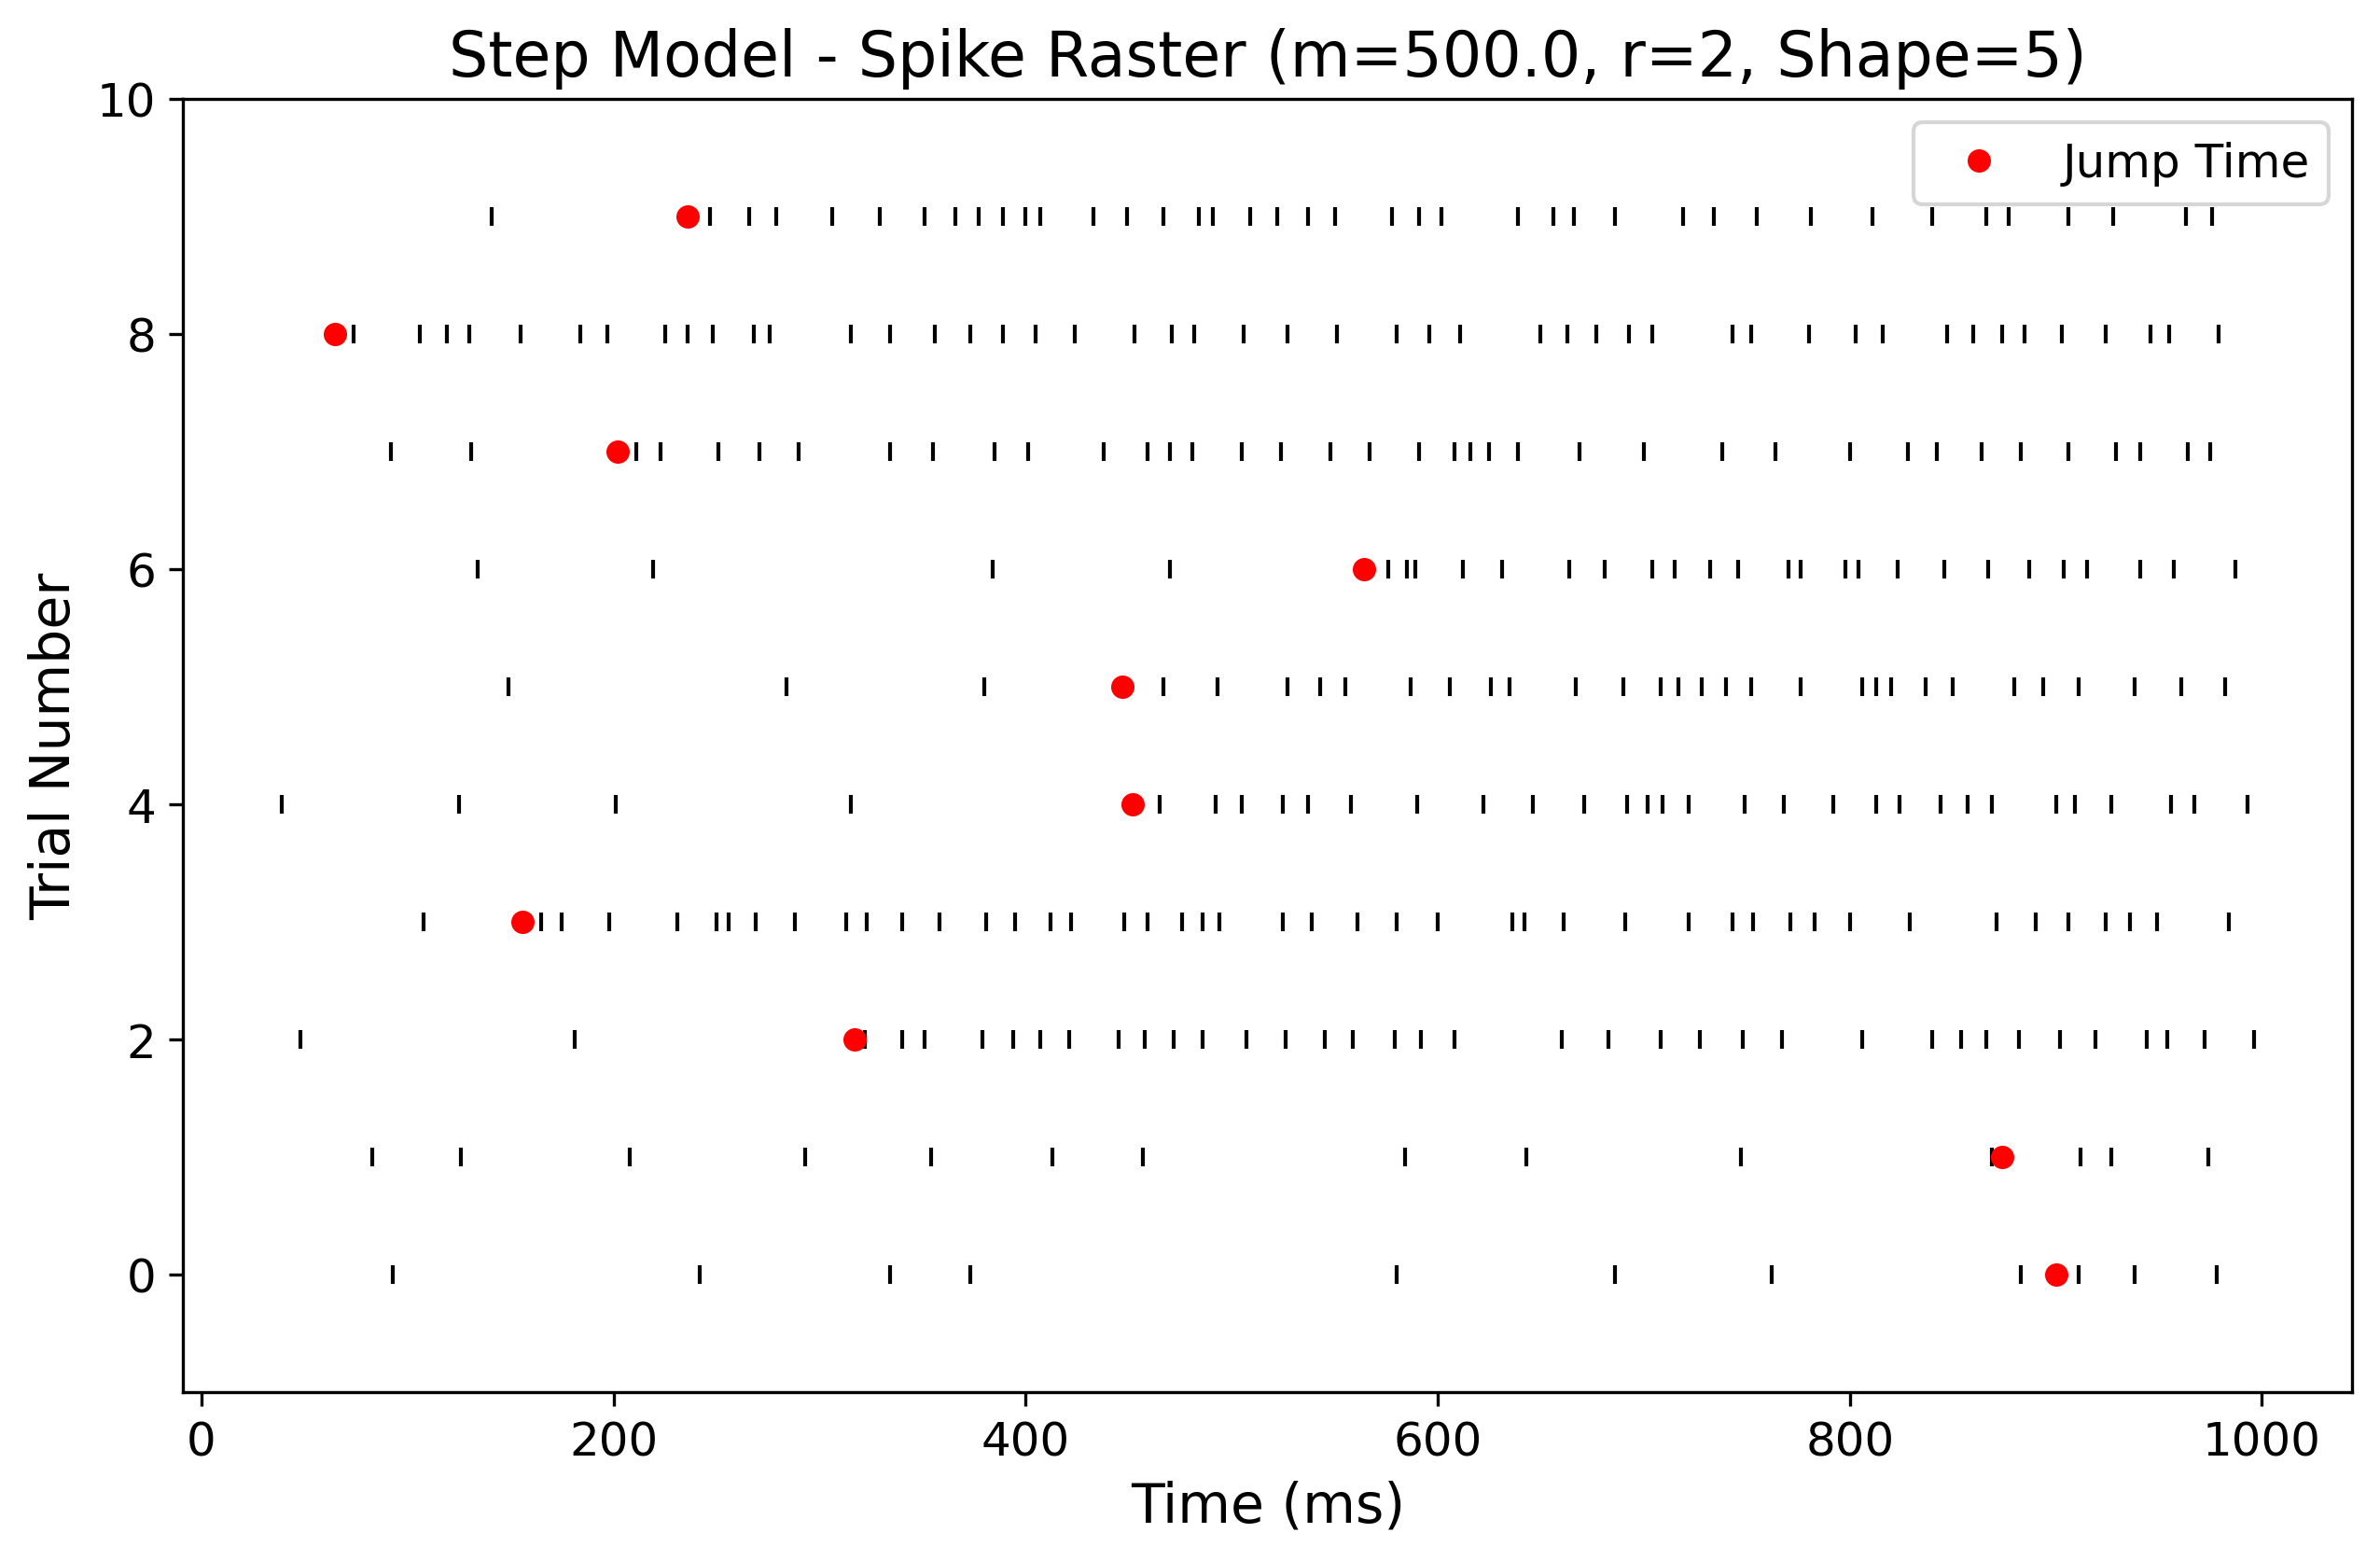 Step Model - Spike Raster (m=500.0, r=2, Shape=5)
Jump Time
10
8
6
4
2
0
Trial Number
0 200 400 600 800 1000
Time (ms)